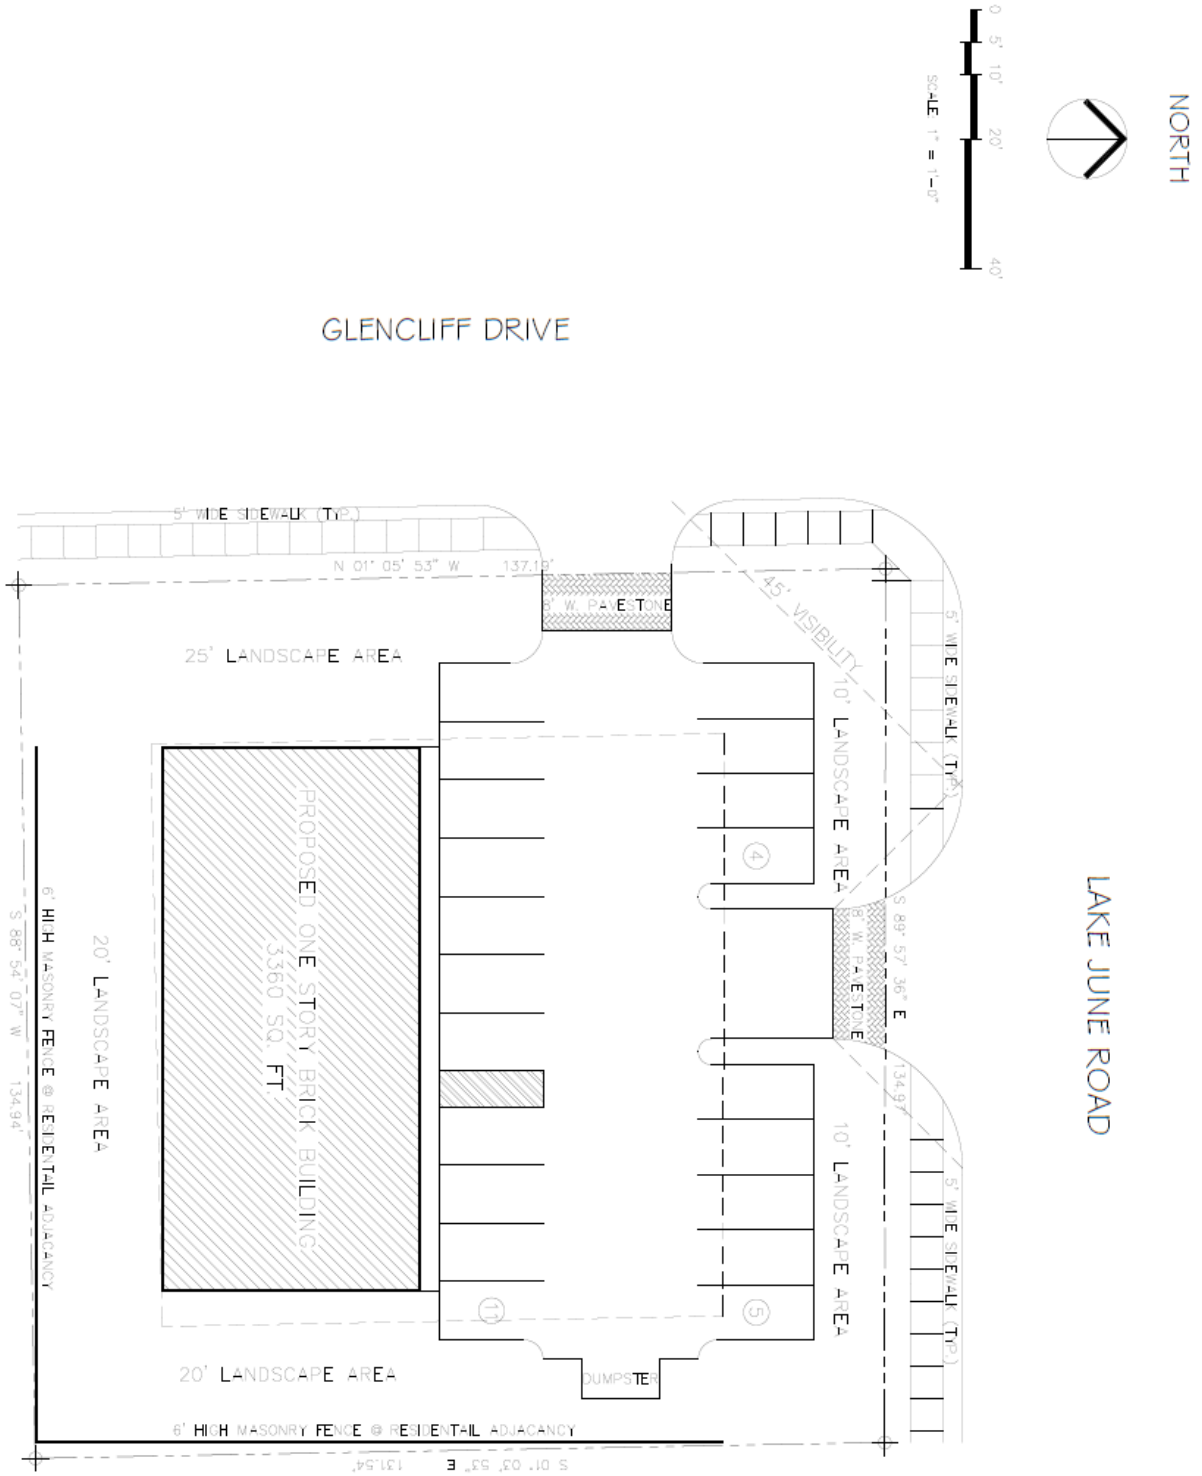 0
5'
10'
20'
40'
SCALE: 1" = 1'-0"
NORTH
GLENCLIFF DRIVE
5' WIDE SIDEWALK (TYP.)
N 01° 05' 53" W 137.19'
8' W. PAVESTONE
45' VISIBILITY
5' WIDE SIDEWALK (TYP.)
25' LANDSCAPE AREA
10' LANDSCAPE AREA
4
LAKE JUNE ROAD
S 89° 57' 36" E 134.97'
8' W. PAVESTONE
PROPOSED ONE STORY BRICK BUILDING
3360 SQ. FT.
20' LANDSCAPE AREA
6' HIGH MASONRY FENCE @ RESIDENTAIL ADJACANCY
S 88° 54' 07" W 134.94'
10' LANDSCAPE AREA
5' WIDE SIDEWALK (TYP.)
11
5
DUMPSTER
20' LANDSCAPE AREA
6' HIGH MASONRY FENCE @ RESIDENTAIL ADJACANCY
S 01° 03' 53" E 131.54'